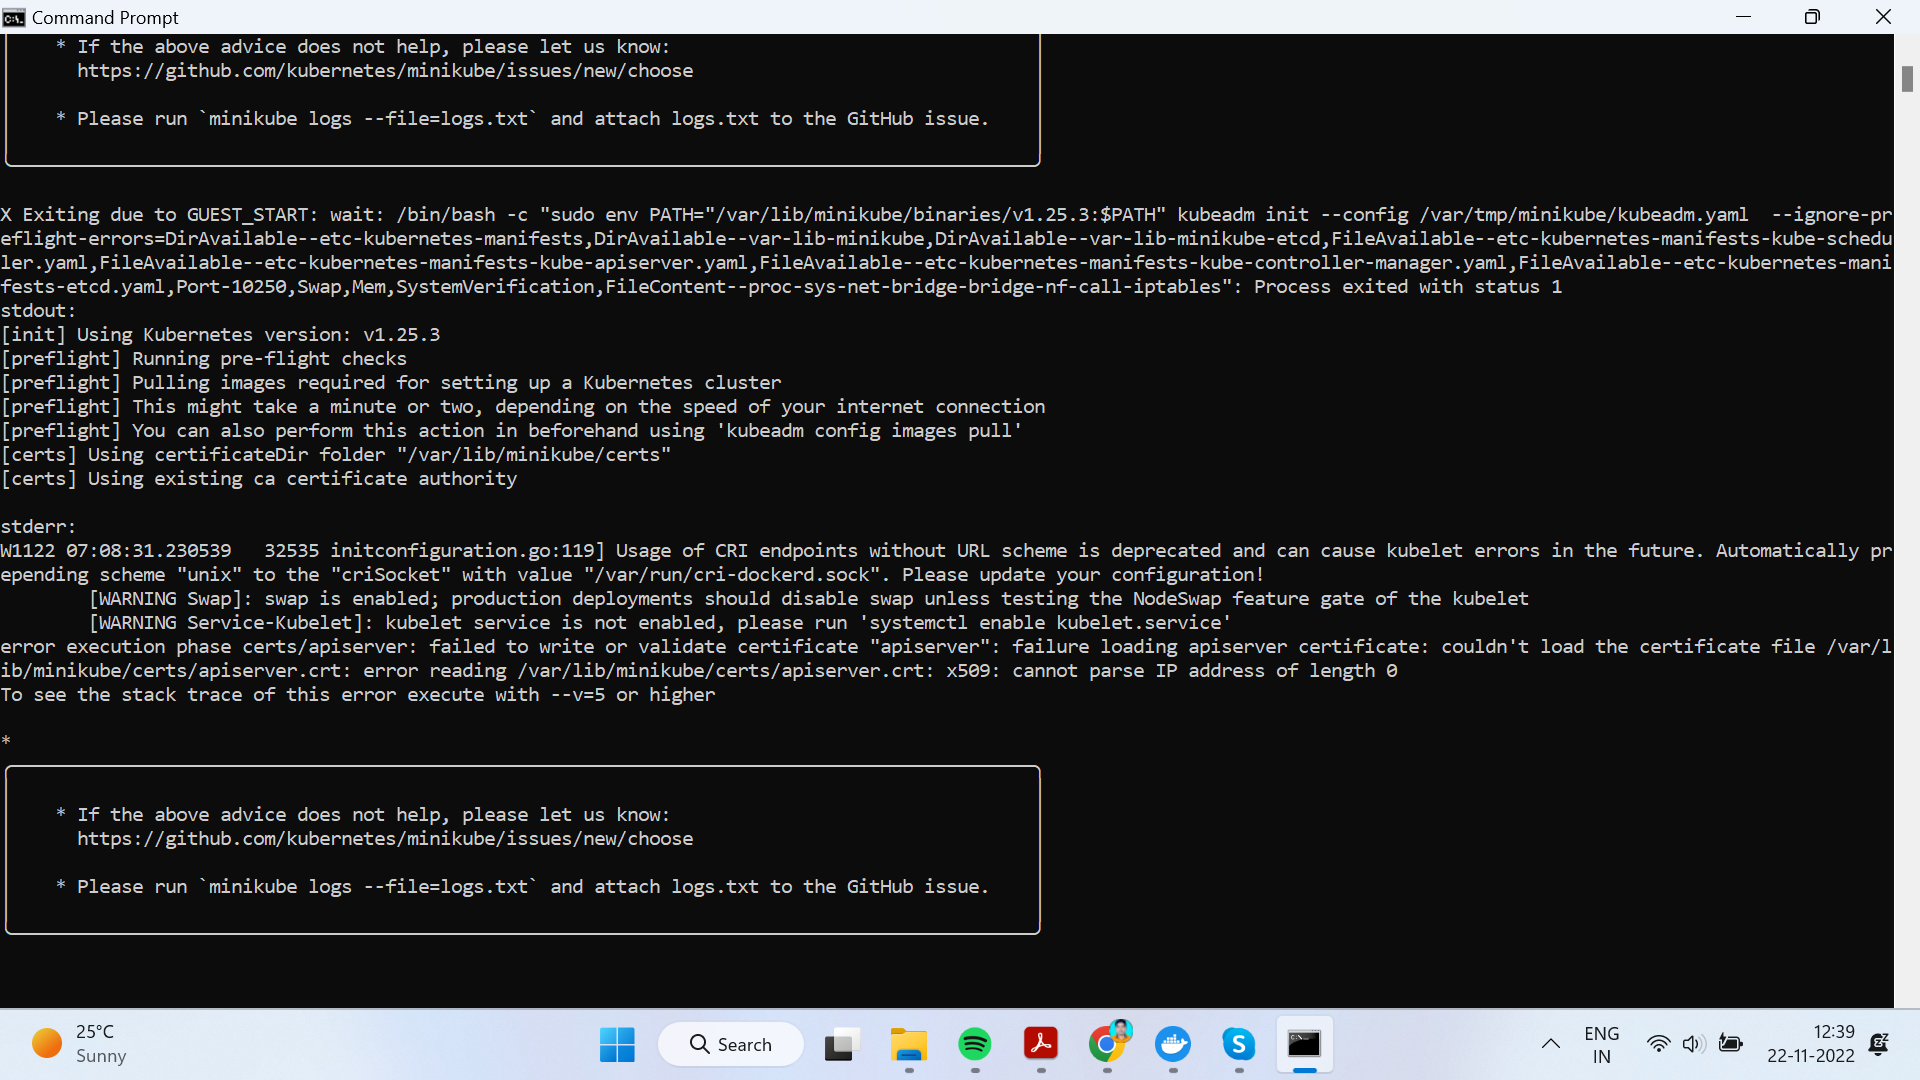 Command Prompt
* If the above advice does not help, please let us know:
https://github.com/kubernetes/minikube/issues/new/choose
* Please run `minikube logs --file=logs.txt` and attach logs.txt to the GitHub issue.
X Exiting due to GUEST_START: wait: /bin/bash -c "sudo env PATH="/var/lib/minikube/binaries/v1.25.3:$PATH" kubeadm init --config /var/tmp/minikube/kubeadm.yaml  --ignore-pr
eflight-errors=DirAvailable--etc-kubernetes-manifests,DirAvailable--var-lib-minikube,DirAvailable--var-lib-minikube-etcd,FileAvailable--etc-kubernetes-manifests-kube-schedu
ler.yaml,FileAvailable--etc-kubernetes-manifests-kube-apiserver.yaml,FileAvailable--etc-kubernetes-manifests-kube-controller-manager.yaml,FileAvailable--etc-kubernetes-mani
fests-etcd.yaml,Port-10250,Swap,Mem,SystemVerification,FileContent--proc-sys-net-bridge-bridge-nf-call-iptables": Process exited with status 1
stdout:
[init] Using Kubernetes version: v1.25.3
[preflight] Running pre-flight checks
[preflight] Pulling images required for setting up a Kubernetes cluster
[preflight] This might take a minute or two, depending on the speed of your internet connection
[preflight] You can also perform this action in beforehand using 'kubeadm config images pull'
[certs] Using certificateDir folder "/var/lib/minikube/certs"
[certs] Using existing ca certificate authority
stderr:
W1122 07:08:31.230539   32535 initconfiguration.go:119] Usage of CRI endpoints without URL scheme is deprecated and can cause kubelet errors in the future. Automatically pr
epending scheme "unix" to the "criSocket" with value "/var/run/cri-dockerd.sock". Please update your configuration!
[WARNING Swap]: swap is enabled; production deployments should disable swap unless testing the NodeSwap feature gate of the kubelet
[WARNING Service-Kubelet]: kubelet service is not enabled, please run 'systemctl enable kubelet.service'
error execution phase certs/apiserver: failed to write or validate certificate "apiserver": failure loading apiserver certificate: couldn't load the certificate file /var/l
ib/minikube/certs/apiserver.crt: error reading /var/lib/minikube/certs/apiserver.crt: x509: cannot parse IP address of length 0
To see the stack trace of this error execute with --v=5 or higher
*
* If the above advice does not help, please let us know:
https://github.com/kubernetes/minikube/issues/new/choose
* Please run `minikube logs --file=logs.txt` and attach logs.txt to the GitHub issue.
25°C
Sunny
Search
ENG
IN
12:39
22-11-2022